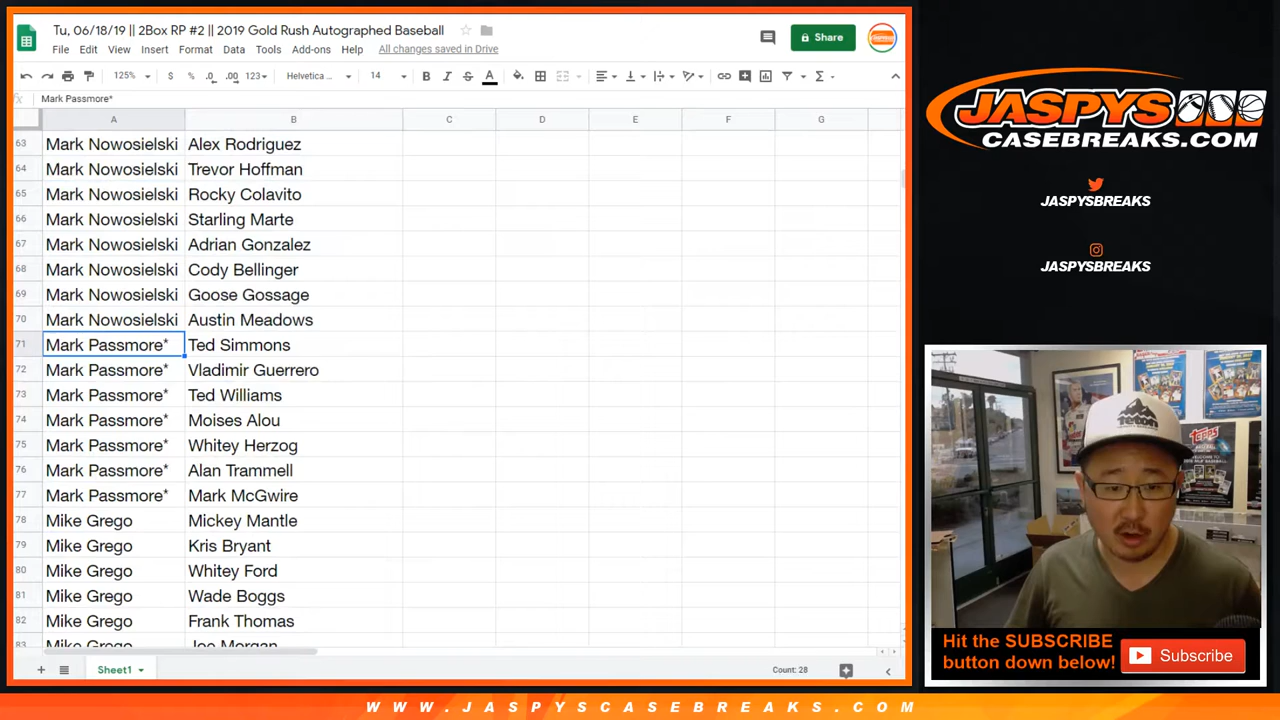 Tu, 06/18/19 || 2Box RP #2 || 2019 Gold Rush Autographed Baseball
File Edit View Insert Format Data Tools Add-ons Help All changes saved in Drive
Share
125% $ % .0 .00 123 Helvetica ... 14 B I S A
fx Mark Passmore*
A B C D E F G
63 Mark Nowosielski Alex Rodriguez
64 Mark Nowosielski Trevor Hoffman
65 Mark Nowosielski Rocky Colavito
66 Mark Nowosielski Starling Marte
67 Mark Nowosielski Adrian Gonzalez
68 Mark Nowosielski Cody Bellinger
69 Mark Nowosielski Goose Gossage
70 Mark Nowosielski Austin Meadows
71 Mark Passmore* Ted Simmons
72 Mark Passmore* Vladimir Guerrero
73 Mark Passmore* Ted Williams
74 Mark Passmore* Moises Alou
75 Mark Passmore* Whitey Herzog
76 Mark Passmore* Alan Trammell
77 Mark Passmore* Mark McGwire
78 Mike Grego Mickey Mantle
79 Mike Grego Kris Bryant
80 Mike Grego Whitey Ford
81 Mike Grego Wade Boggs
82 Mike Grego Frank Thomas
83 Mike Grego Joe Morgan
Sheet1
Count: 28
JASPYS
CASEBREAKS.COM
JASPYSBREAKS
JASPYSBREAKS
TOPPS
Teton
Hit the SUBSCRIBE
button down below!
Subscribe
WWW.JASPYSCASEBREAKS.COM